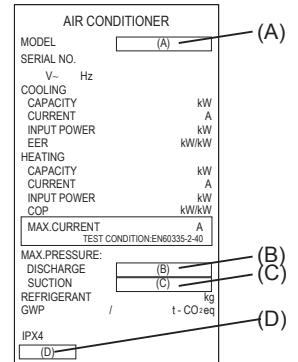 AIR CONDITIONER
MODEL (A) (A)
SERIAL NO.
V~ Hz
COOLING
CAPACITY kW
CURRENT A
INPUT POWER kW
EER kW/kW
HEATING
CAPACITY kW
CURRENT A
INPUT POWER kW
COP kW/kW
MAX.CURRENT A
TEST CONDITION:EN60335-2-40
MAX.PRESSURE:
DISCHARGE (B) (B)
SUCTION (C) (C)
REFRIGERANT kg
GWP / t - CO2eq
IPX4 (D)
(D)